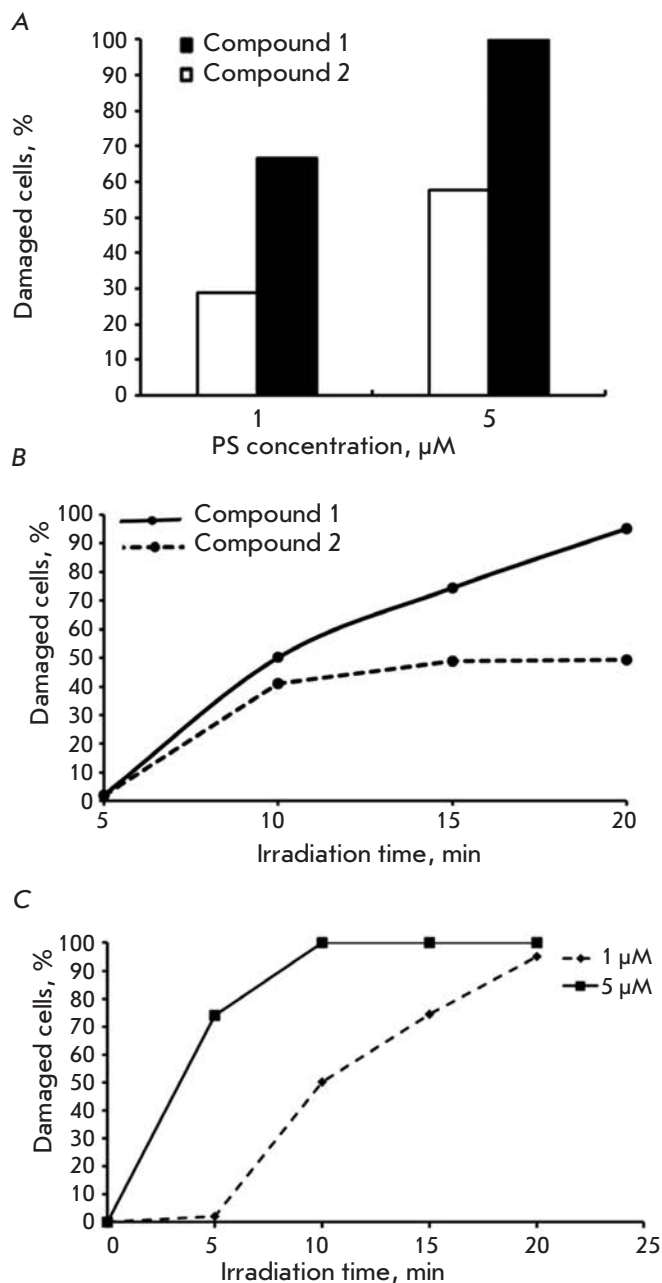 A
Damaged cells, %
100
90
80
70
60
50
40
30
20
10
0
Compound 1
Compound 2
1 5
PS concentration, µM
B
Damaged cells, %
100
90
80
70
60
50
40
30
20
10
0
Compound 1
Compound 2
5 10 15 20
Irradiation time, min
C
Damaged cells, %
100
90
80
70
60
50
40
30
20
10
0
1 µM
5 µM
0 5 10 15 20 25
Irradiation time, min